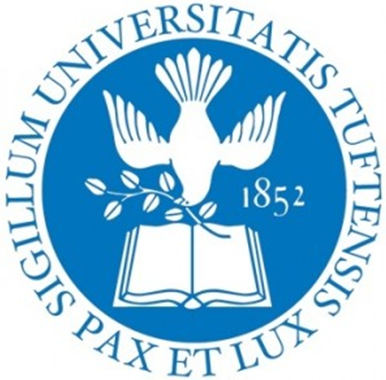 SIGILLUM UNIVERSITATIS TUFTENSIS
PAX ET LUX
1852